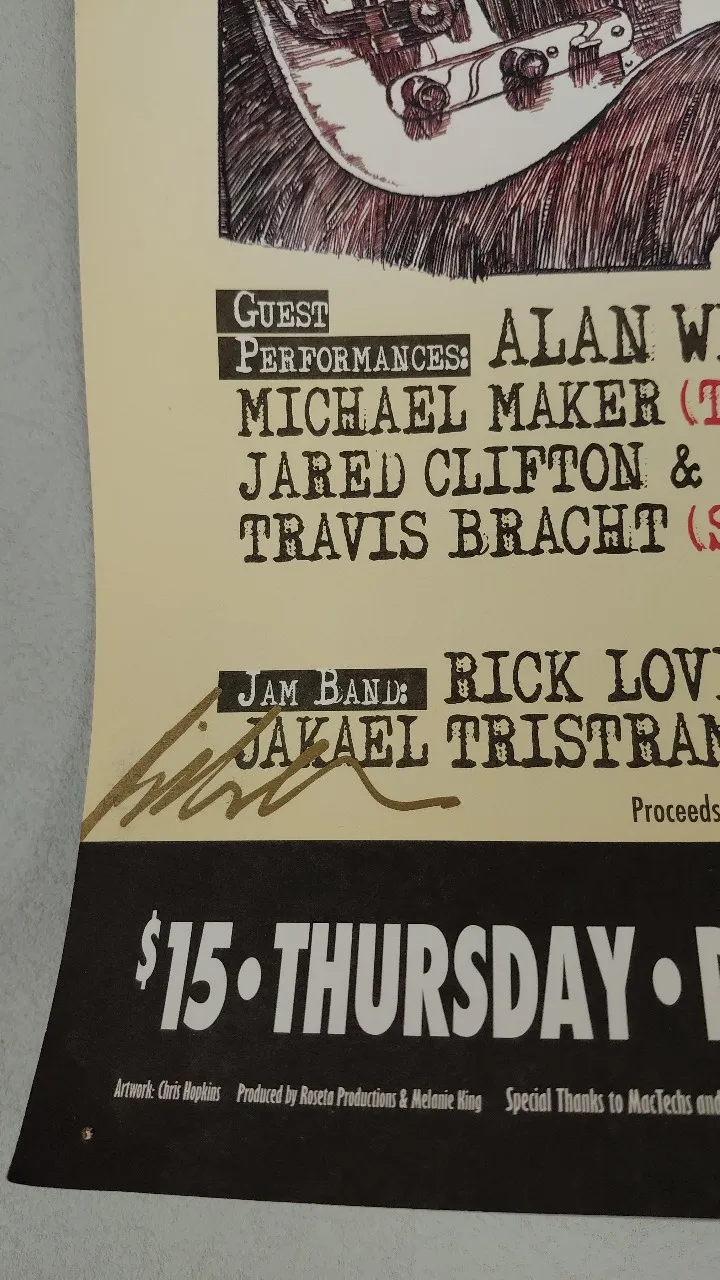 GUEST
PERFORMANCES: ALAN
MICHAEL MAKER (T
JARED CLIFTON &
TRAVIS BRACHT (S
JAM BAND: RICK LOV
JAKAEL TRISTRAN
Proceeds
$15 • THURSDAY •
Artwork: Chris Hopkins Produced by Roseta Productions & Melanie King Special Thanks to MacTechs and